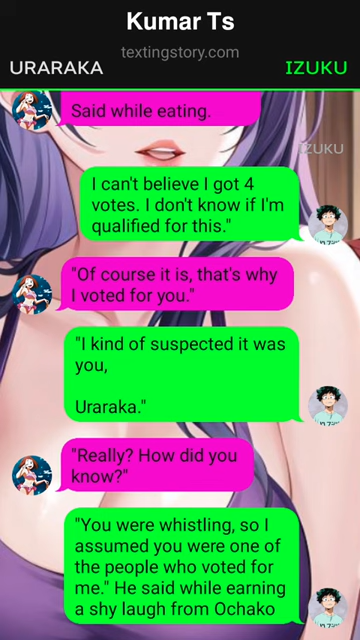 Kumar Ts
textingstory.com
URARAKA
IZUKU
Said while eating.
IZUKU
I can't believe I got 4
votes. I don't know if I'm
qualified for this."
"Of course it is, that's why
I voted for you."
"I kind of suspected it was
you,
Uraraka."
"Really? How did you
know?"
"You were whistling, so I
assumed you were one of
the people who voted for
me." He said while earning
a shy laugh from Ochako